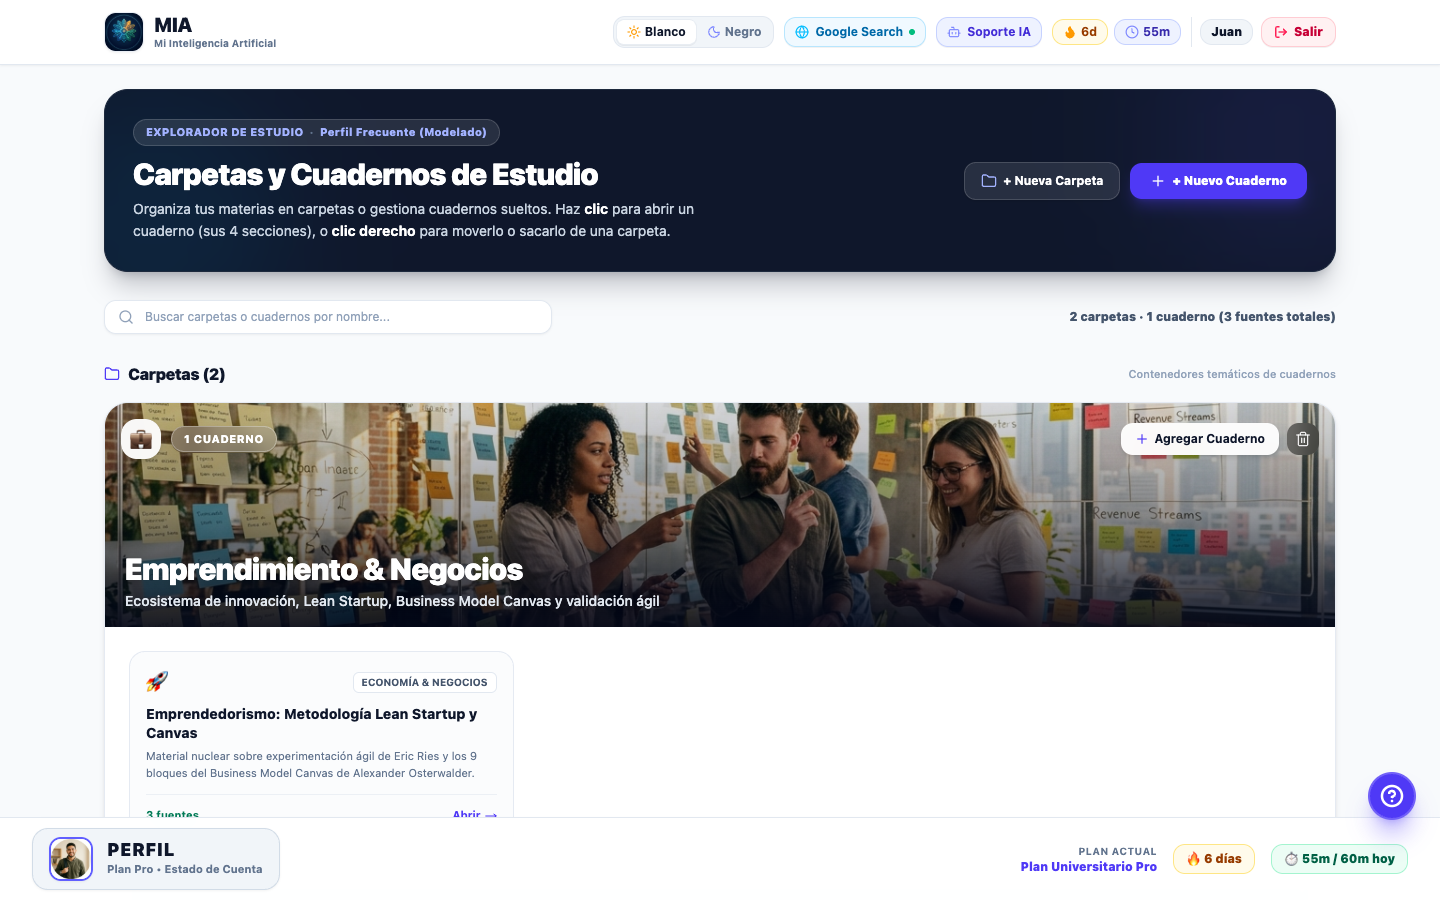 MIA
Mi Inteligencia Artificial
Blanco
Negro
Google Search
Soporte IA
6d
55m
Juan
Salir
EXPLORADOR DE ESTUDIO · Perfil Frecuente (Modelado)
Carpetas y Cuadernos de Estudio
Organiza tus materias en carpetas o gestiona cuadernos sueltos. Haz clic para abrir un
cuaderno (sus 4 secciones), o clic derecho para moverlo o sacarlo de una carpeta.
+ Nueva Carpeta
+ Nuevo Cuaderno
Buscar carpetas o cuadernos por nombre...
2 carpetas · 1 cuaderno (3 fuentes totales)
Carpetas (2)
Contenedores temáticos de cuadernos
1 CUADERNO
Revenue Streams
Agregar Cuaderno
Revenue Streams
Emprendimiento & Negocios
Ecosistema de innovación, Lean Startup, Business Model Canvas y validación ágil
ECONOMÍA & NEGOCIOS
Emprendedorismo: Metodología Lean Startup y
Canvas
Material nuclear sobre experimentación ágil de Eric Ries y los 9
bloques del Business Model Canvas de Alexander Osterwalder.
3 fuentes
Abrir →
PERFIL
Plan Pro • Estado de Cuenta
PLAN ACTUAL
Plan Universitario Pro
6 días
55m / 60m hoy